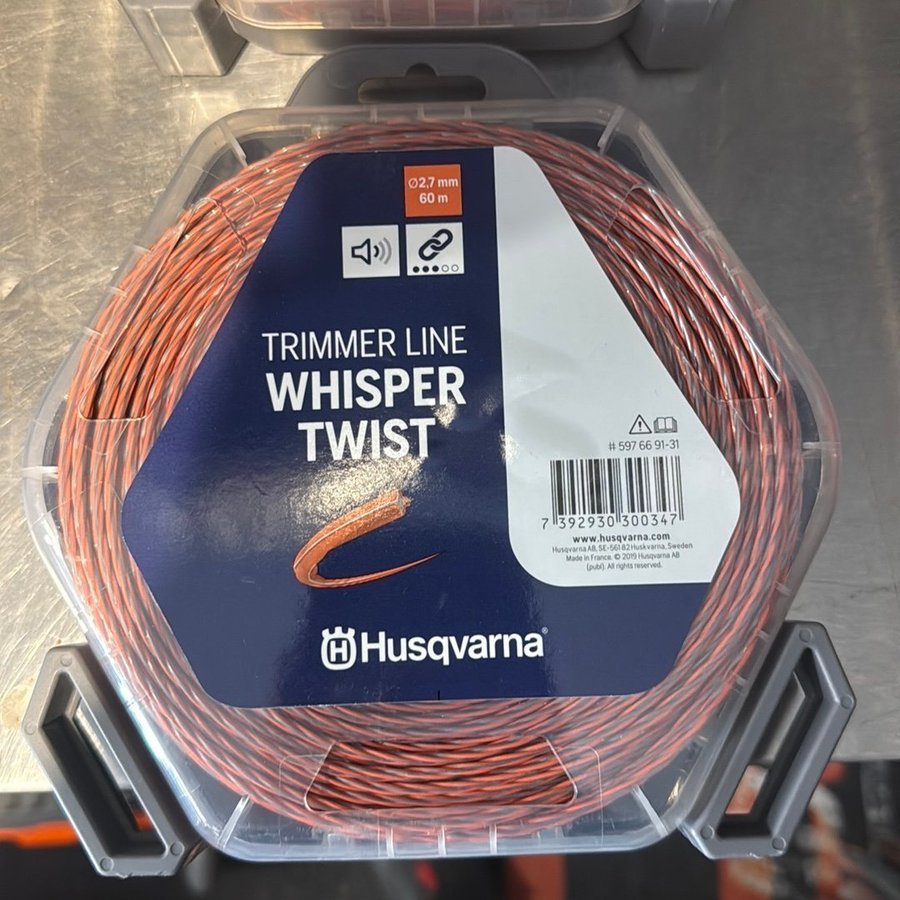 Ø2,7 mm
60 m
TRIMMER LINE
WHISPER
TWIST
# 597 66 91-31
7 392930 300347
www.husqvarna.com
Husqvarna AB, SE-561 82 Huskvarna, Sweden
Made in France. © 2019 Husqvarna AB
(publ). All rights reserved.
H Husqvarna®